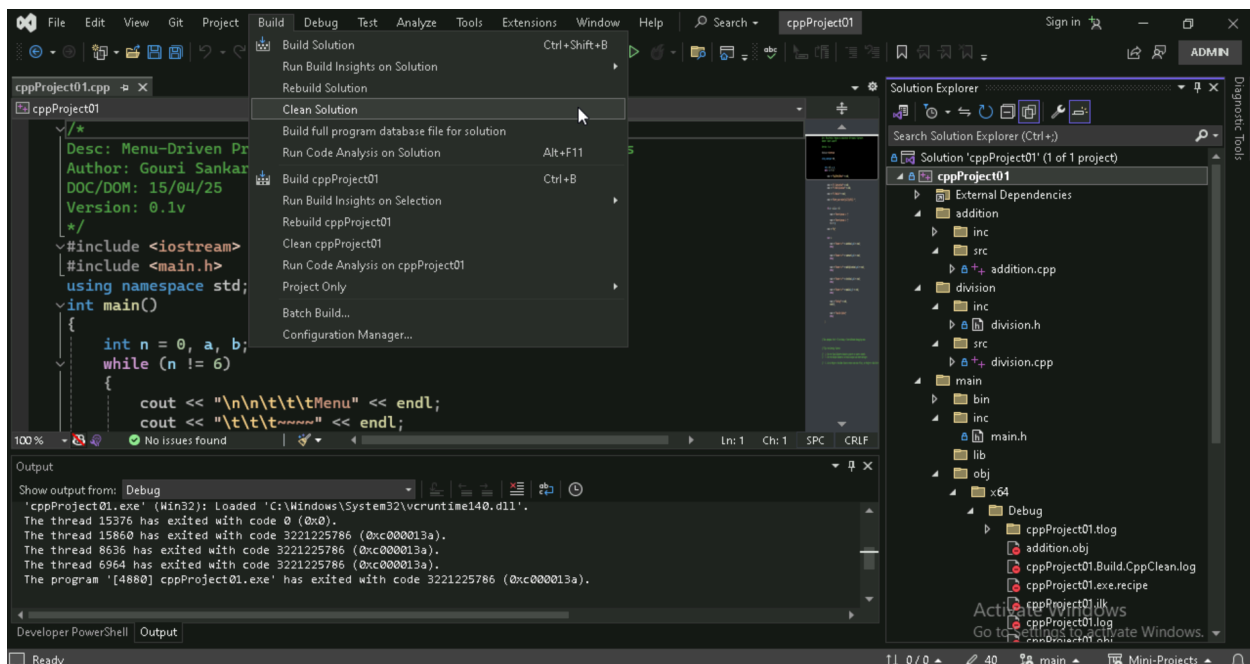 File Edit View Git Project Build Debug Test Analyze Tools Extensions Window Help Search cppProject01 Sign in
ADMIN
cppProject01.cpp
cppProject01
Build Solution Ctrl+Shift+B
Run Build Insights on Solution
Rebuild Solution
Clean Solution
Build full program database file for solution
Run Code Analysis on Solution Alt+F11
Build cppProject01 Ctrl+B
Run Build Insights on Selection
Rebuild cppProject01
Clean cppProject01
Run Code Analysis on cppProject01
Project Only
Batch Build...
Configuration Manager...
/*
Desc: Menu-Driven Pr
Author: Gouri Sankar
DOC/DOM: 15/04/25
Version: 0.1v
*/
#include <iostream>
#include <main.h>
using namespace std;
int main()
{
int n = 0, a, b;
while (n != 6)
{
cout << "\n\n\t\t\tMenu" << endl;
cout << "\t\t\t~~~~" << endl;
100 % No issues found Ln: 1 Ch: 1 SPC CRLF
Output
Show output from: Debug
'cppProject01.exe' (Win32): Loaded 'C:\Windows\System32\vcruntime140.dll'.
The thread 15376 has exited with code 0 (0x0).
The thread 15860 has exited with code 3221225786 (0xc000013a).
The thread 8636 has exited with code 3221225786 (0xc000013a).
The thread 6964 has exited with code 3221225786 (0xc000013a).
The program '[4880] cppProject01.exe' has exited with code 3221225786 (0xc000013a).
Developer PowerShell Output
Solution Explorer
Search Solution Explorer (Ctrl+;)
Solution 'cppProject01' (1 of 1 project)
cppProject01
External Dependencies
addition
inc
src
addition.cpp
division
inc
division.h
src
division.cpp
main
bin
inc
main.h
lib
obj
x64
Debug
cppProject01.tlog
addition.obj
cppProject01.Build.CppClean.log
cppProject01.exe.recipe
cppProject01.ilk
cppProject01.log
cppProject01.obj
Activate Windows
Go to Settings to activate Windows.
Diagnostic Tools
Ready 0 / 0 40 main Mini-Projects